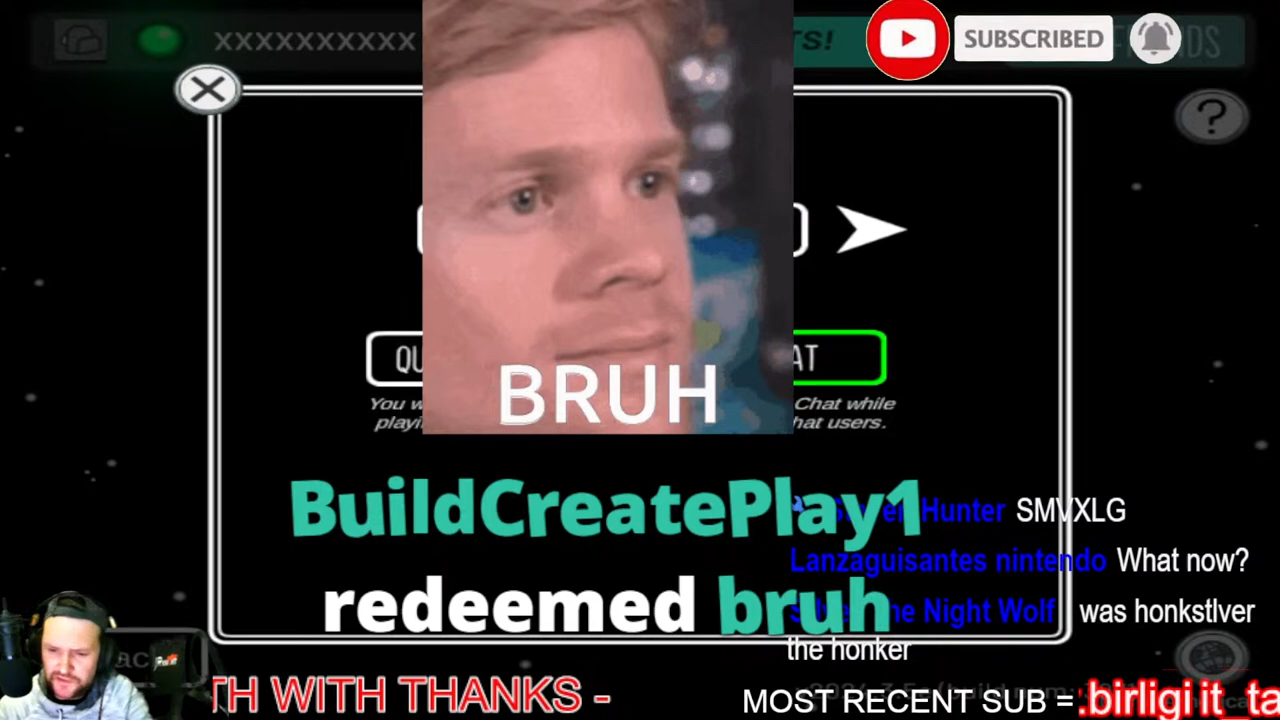 xxxxxxxxxx
TS!
SUBSCRIBED
?
BRUH
QU
AT
You w
playi
Chat while
hat users.
BuildCreatePlay1
redeemed bruh
Hunter SMVXLG
Lanzaguisantes nintendo What now?
Night Wolf was honkstlver
the honker
TH WITH THANKS -
MOST RECENT SUB = .birligi it_ta